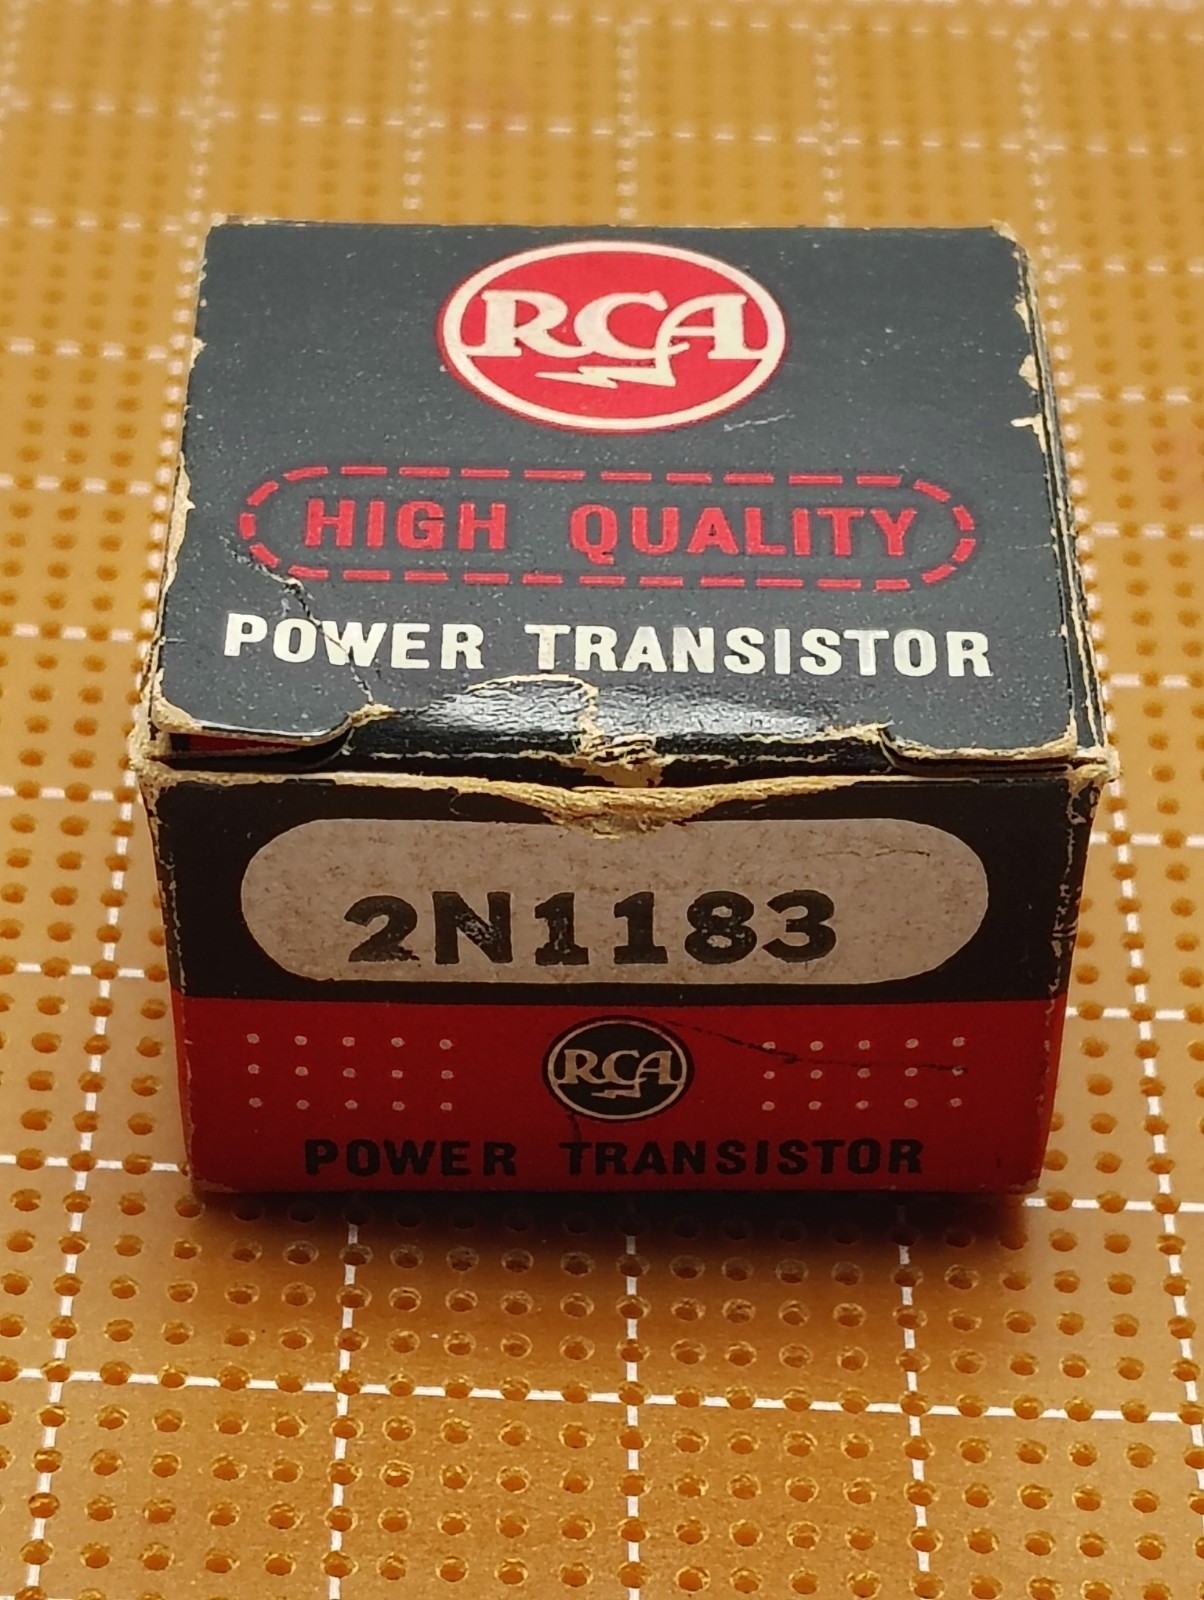 RCA
HIGH QUALITY
POWER TRANSISTOR
2N1183
RCA
POWER TRANSISTOR